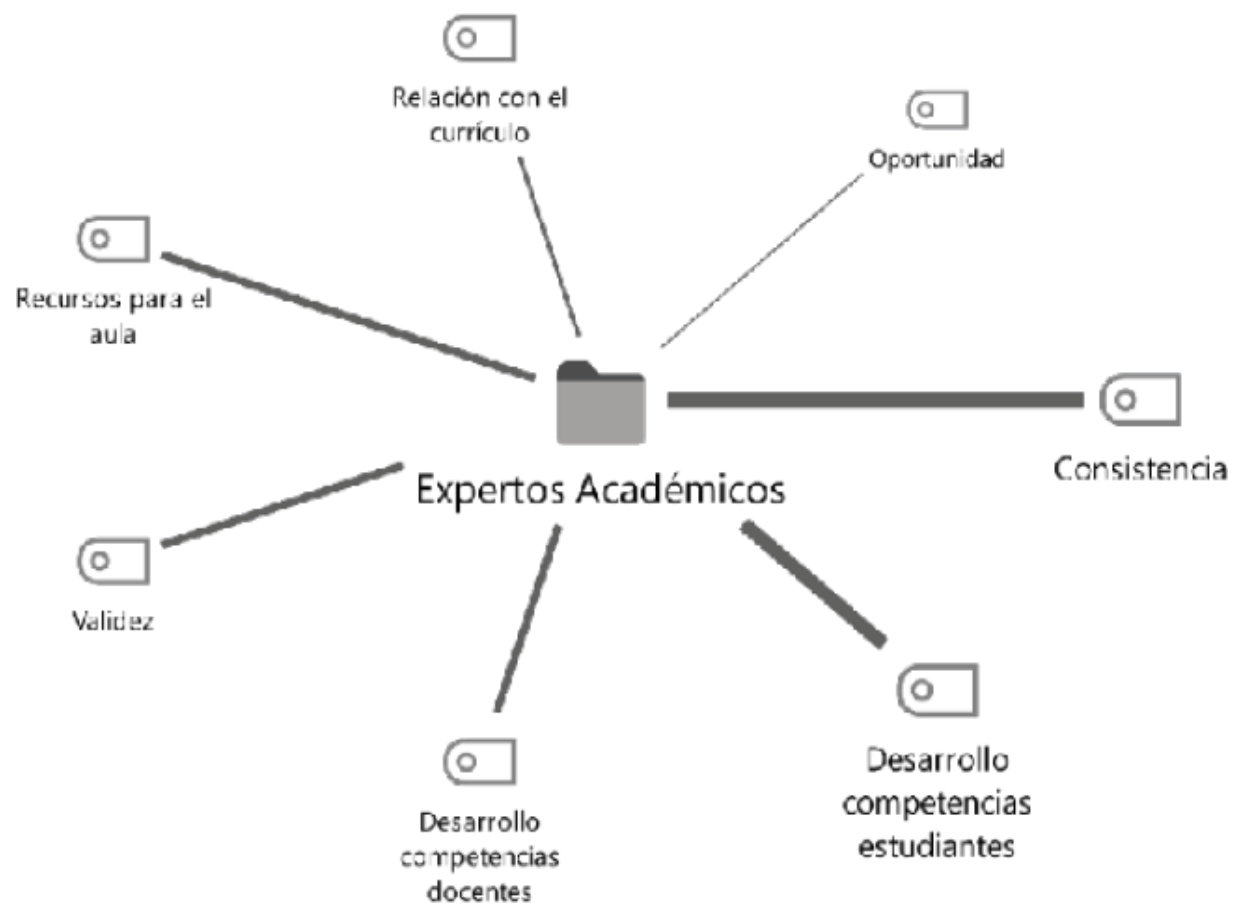 Relación con el
currículo
Oportunidad
Recursos para el
aula
Consistencia
Expertos Académicos
Validez
Desarrollo
competencias
estudiantes
Desarrollo
competencias
docentes